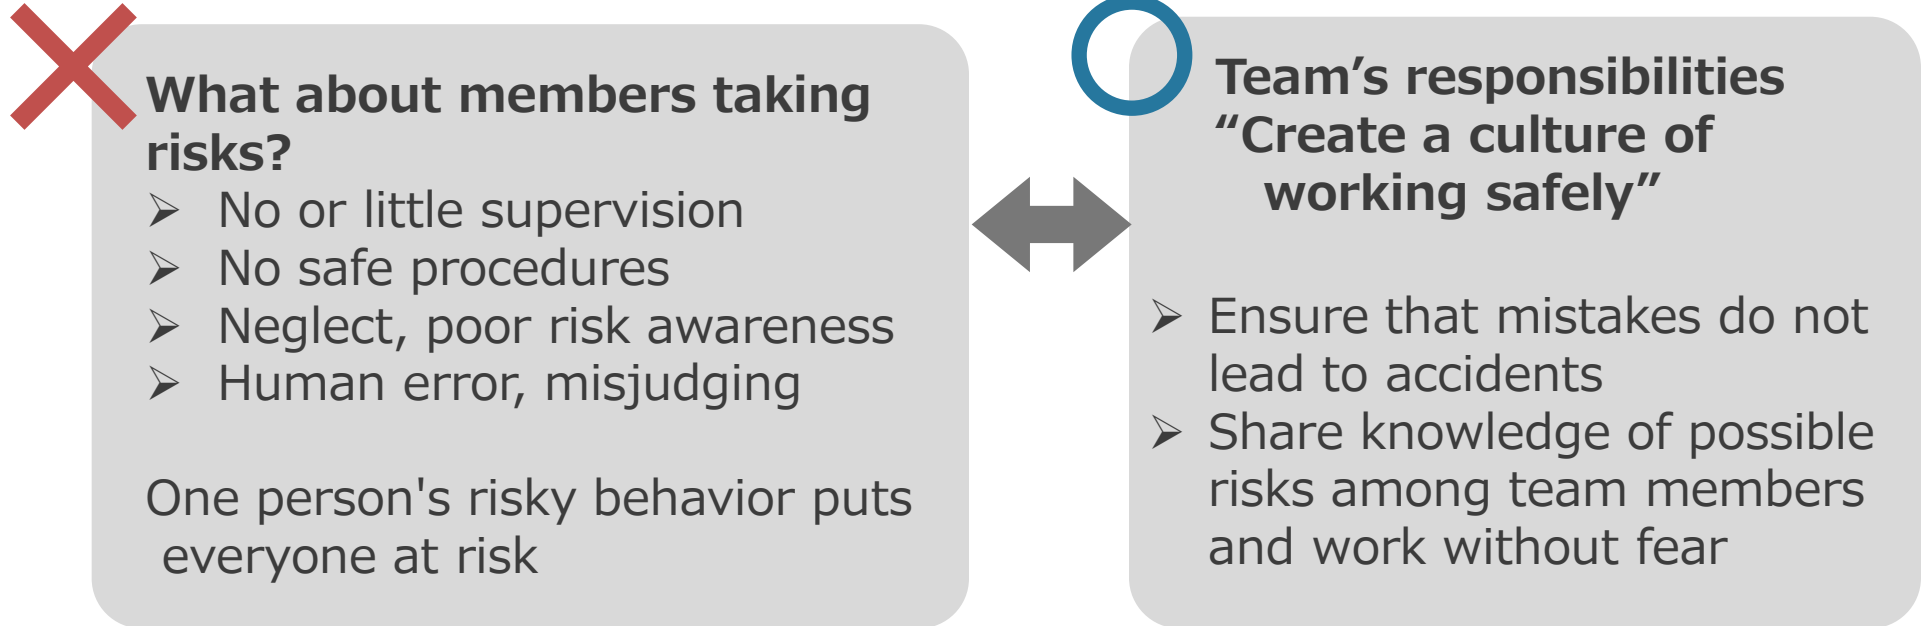 What about members taking
risks?
➢ No or little supervision
➢ No safe procedures
➢ Neglect, poor risk awareness
➢ Human error, misjudging
One person's risky behavior puts
everyone at risk
Team’s responsibilities
“Create a culture of
working safely”
➢ Ensure that mistakes do not
lead to accidents
➢ Share knowledge of possible
risks among team members
and work without fear